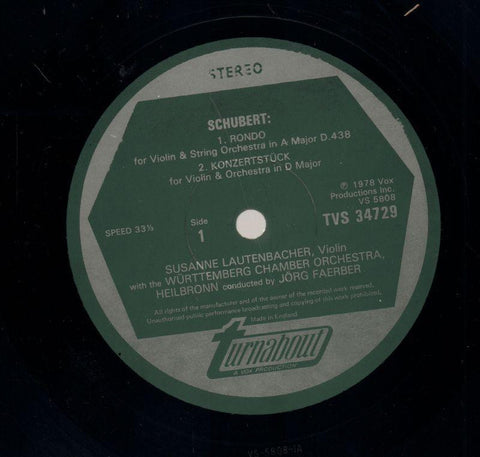 STEREO
SCHUBERT:
1. RONDO
for Violin & String Orchestra in A Major D.438
2. KONZERTSTÜCK
for Violin & Orchestra in D Major
℗ 1978 Vox
Productions Inc.
VS 5808
SPEED 33⅓
Side
1
TVS 34729
SUSANNE LAUTENBACHER, Violin
with the WÜRTTEMBERG CHAMBER ORCHESTRA,
HEILBRONN conducted by JÖRG FAERBER
All rights of the manufacturer and of the owner of the recorded work reserved.
Unauthorised public performance broadcasting and copying of this work prohibited.
Made in England
turnabout
A VOX PRODUCTION
VS-5808-1A